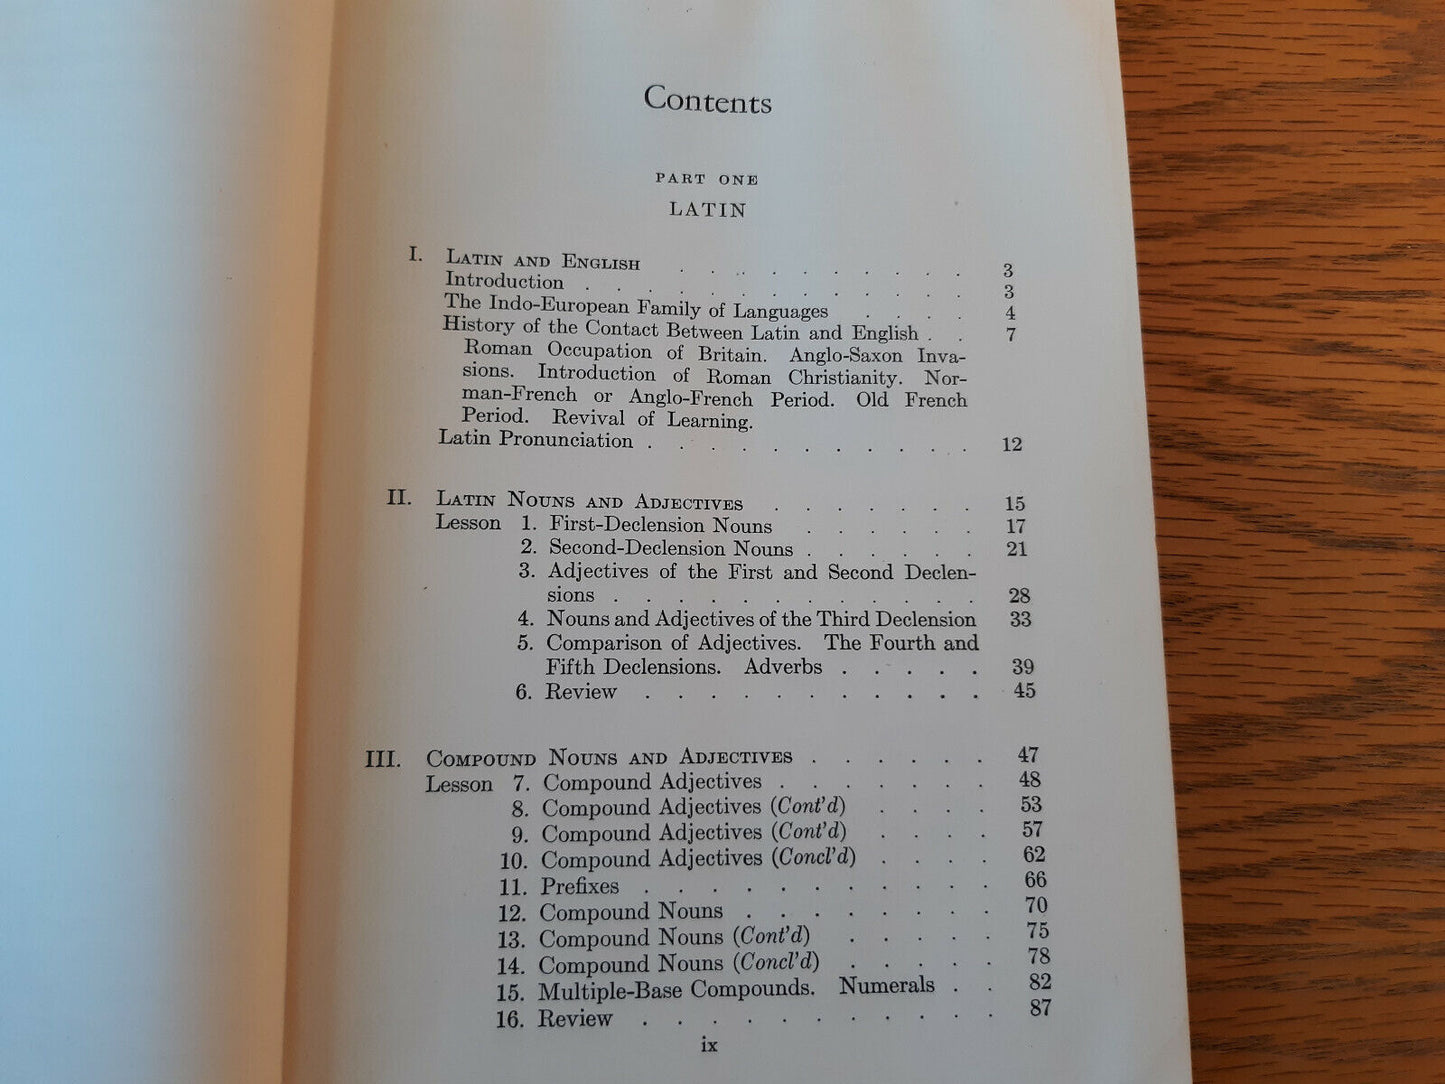 Contents
PART ONE
LATIN
I. LATIN AND ENGLISH . . . . . . . . . 3
Introduction . . . . . . . . . . . . 3
The Indo-European Family of Languages . . . . 4
History of the Contact Between Latin and English . . 7
Roman Occupation of Britain. Anglo-Saxon Inva-
sions. Introduction of Roman Christianity. Nor-
man-French or Anglo-French Period. Old French
Period. Revival of Learning.
Latin Pronunciation . . . . . . . . . . . 12
II. LATIN NOUNS AND ADJECTIVES . . . . . . . 15
Lesson 1. First-Declension Nouns . . . . . . 17
2. Second-Declension Nouns . . . . . . 21
3. Adjectives of the First and Second Declen-
sions . . . . . . . . . . . . 28
4. Nouns and Adjectives of the Third Declension 33
5. Comparison of Adjectives. The Fourth and
Fifth Declensions. Adverbs . . . . . 39
6. Review . . . . . . . . . . . 45
III. COMPOUND NOUNS AND ADJECTIVES . . . . . . 47
Lesson 7. Compound Adjectives . . . . . . . 48
8. Compound Adjectives (Cont'd) . . . . 53
9. Compound Adjectives (Cont'd) . . . . 57
10. Compound Adjectives (Concl'd) . . . . 62
11. Prefixes . . . . . . . . . . . 66
12. Compound Nouns . . . . . . . . 70
13. Compound Nouns (Cont'd) . . . . . 75
14. Compound Nouns (Concl'd) . . . . . 78
15. Multiple-Base Compounds. Numerals . . 82
16. Review . . . . . . . . . . . 87
ix